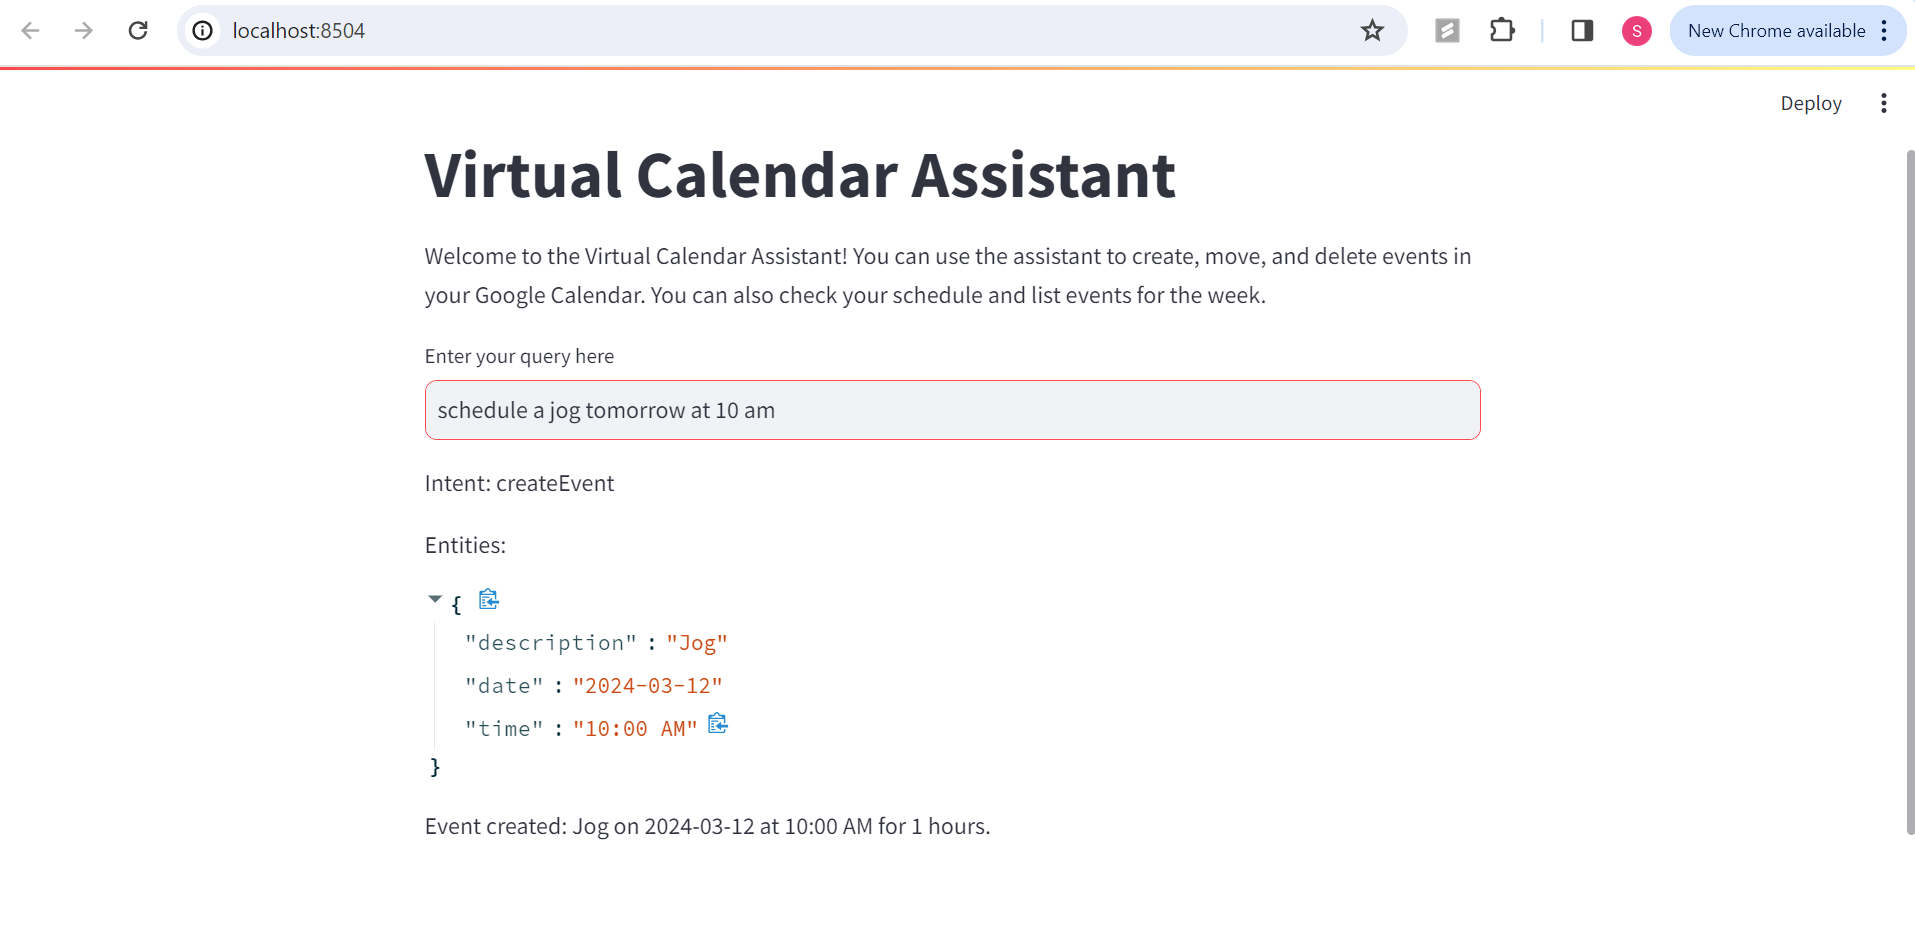 localhost:8504
S
New Chrome available
Deploy
Virtual Calendar Assistant
Welcome to the Virtual Calendar Assistant! You can use the assistant to create, move, and delete events in
your Google Calendar. You can also check your schedule and list events for the week.
Enter your query here
schedule a jog tomorrow at 10 am
Intent: createEvent
Entities:
{
"description" : "Jog"
"date" : "2024-03-12"
"time" : "10:00 AM"
}
Event created: Jog on 2024-03-12 at 10:00 AM for 1 hours.